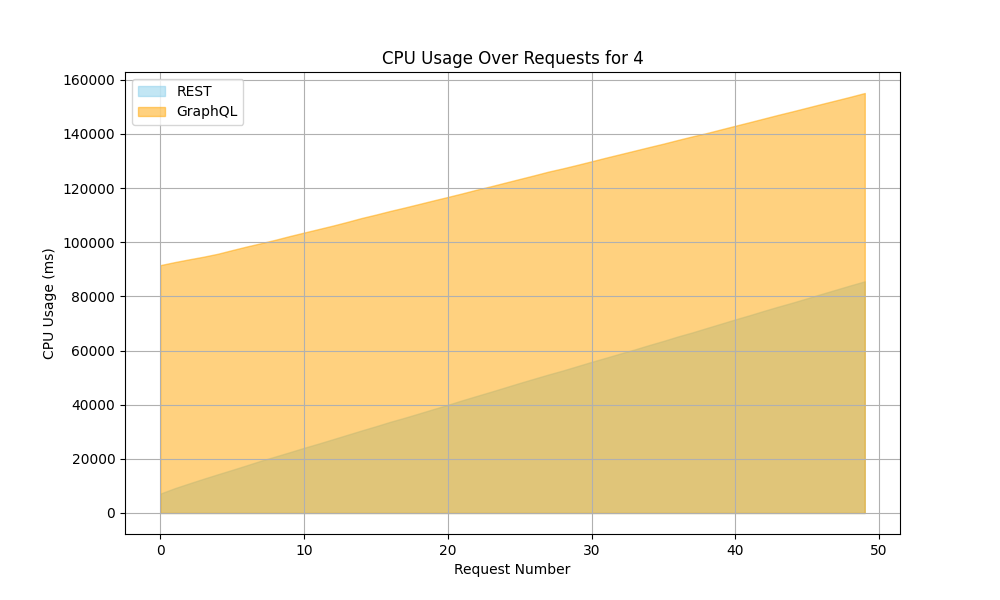 CPU Usage Over Requests for 4
REST
GraphQL
CPU Usage (ms)
160000
140000
120000
100000
80000
60000
40000
20000
0
0 10 20 30 40 50
Request Number